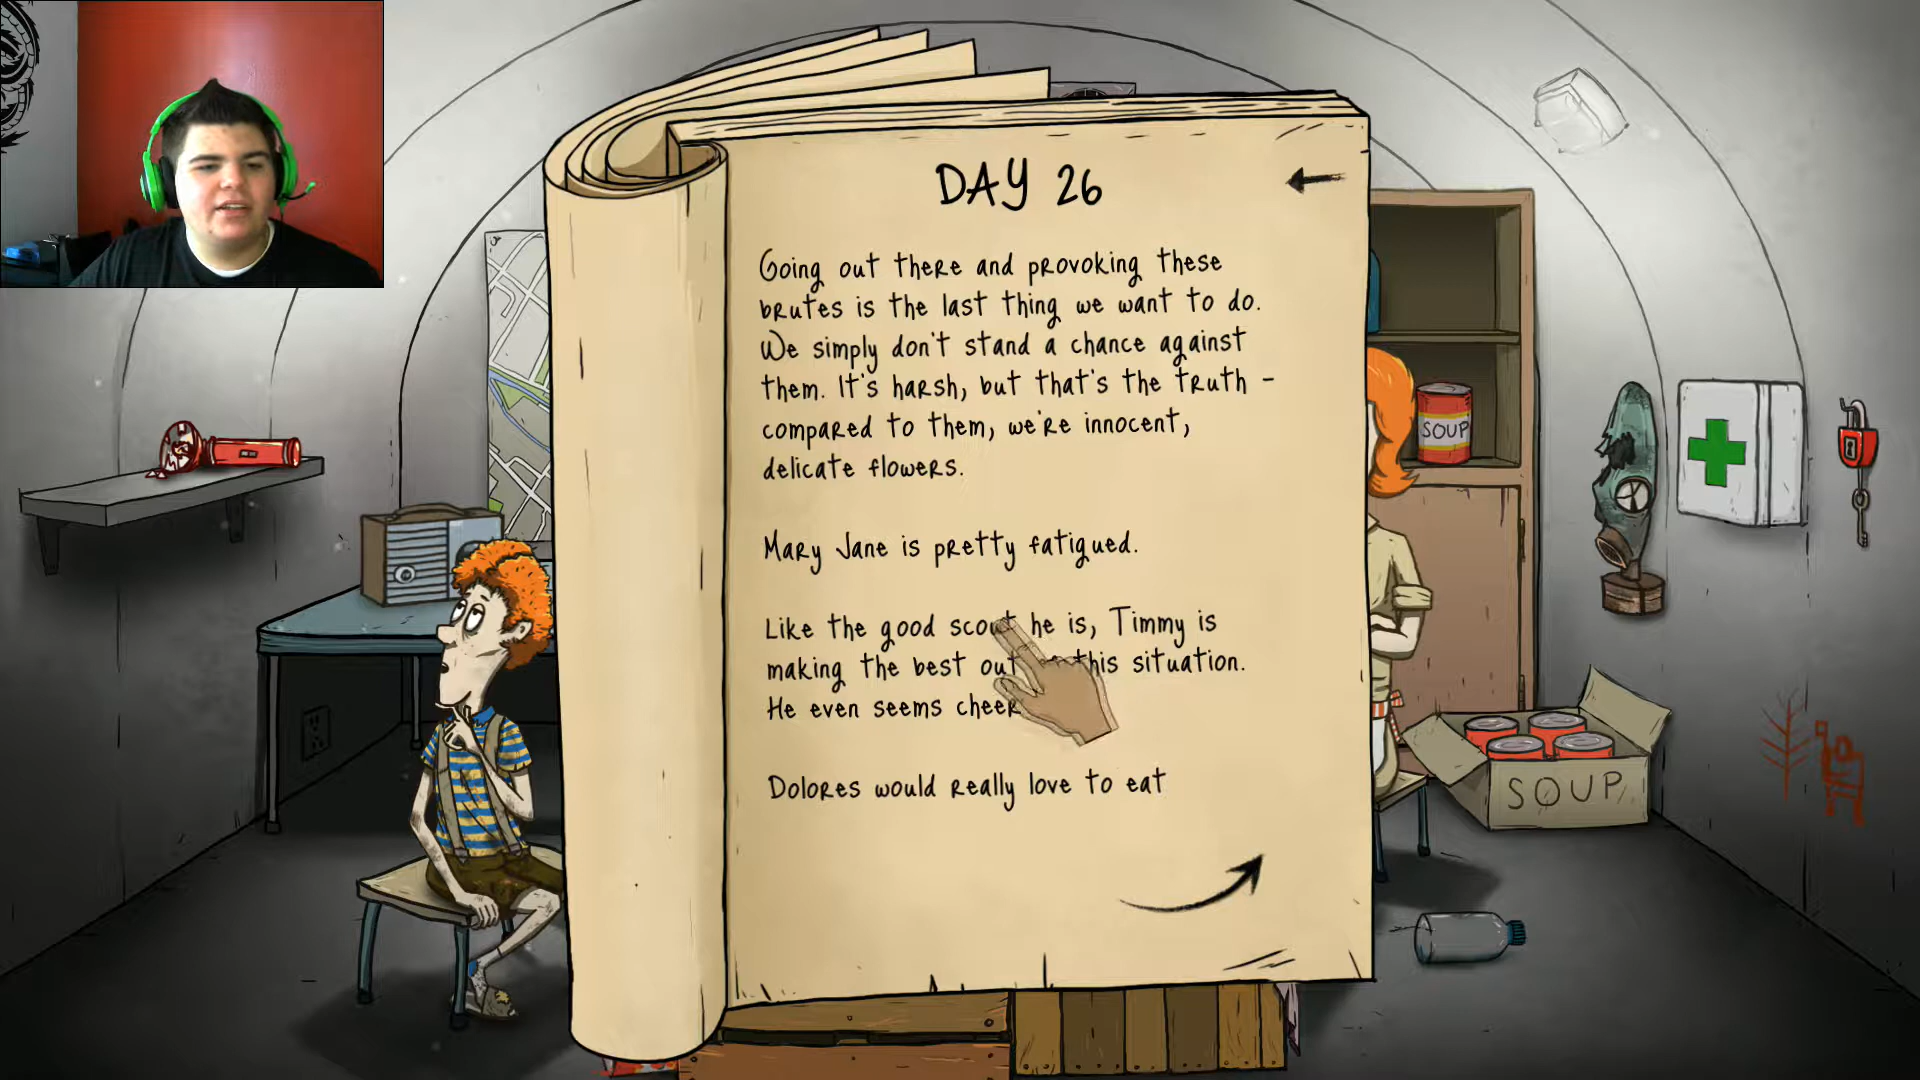 DAY 26
Going out there and provoking these
brutes is the last thing we want to do.
We simply don't stand a chance against
them. It's harsh, but that's the truth -
compared to them, we're innocent,
delicate flowers.
Mary Jane is pretty fatigued.
Like the good scout he is, Timmy is
making the best out this situation.
He even seems
Dolores would really love to eat
SOUP
SOUP